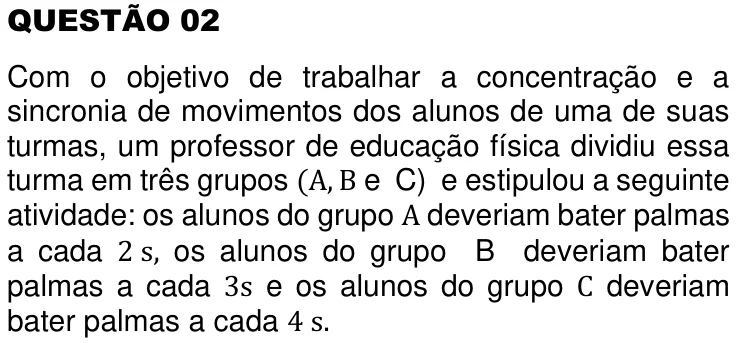 QUESTÃO 02
Com o objetivo de trabalhar a concentração e a
sincronia de movimentos dos alunos de uma de suas
turmas, um professor de educação física dividiu essa
turma em três grupos (A, B e C) e estipulou a seguinte
atividade: os alunos do grupo A deveriam bater palmas
a cada 2 s, os alunos do grupo B deveriam bater
palmas a cada 3s e os alunos do grupo C deveriam
bater palmas a cada 4 s.